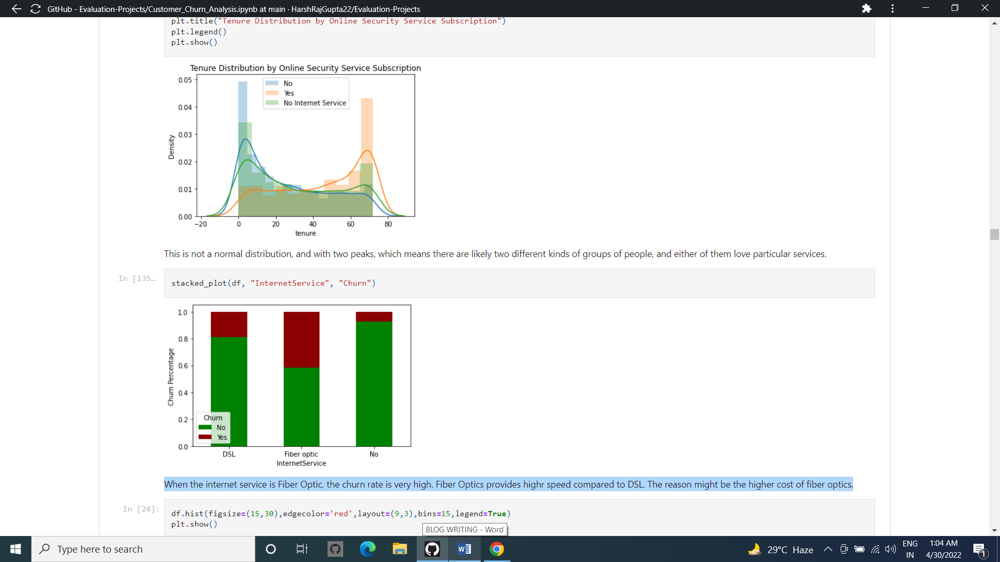 GitHub - Evaluation-Projects/Customer_Churn_Analysis.ipynb at main · HarshRajGupta22/Evaluation-Projects
plt.title("Tenure Distribution by Online Security Service Subscription")
plt.legend()
plt.show()
Tenure Distribution by Online Security Service Subscription
0.05
0.04
0.03
0.02
0.01
0.00
Density
No
Yes
No Internet Service
−20 0 20 40 60 80
tenure
This is not a normal distribution, and with two peaks, which means there are likely two different kinds of groups of people, and either of them love particular services.
In [135…
stacked_plot(df, "InternetService", "Churn")
1.0
0.8
0.6
0.4
0.2
0.0
Churn Percentage
Churn
No
Yes
DSL Fiber optic No
InternetService
When the internet service is Fiber Optic, the churn rate is very high. Fiber Optics provides highr speed compared to DSL. The reason might be the higher cost of fiber optics.
In [24]:
df.hist(figsize=(15,30),edgecolor='red',layout=(9,3),bins=15,legend=True)
plt.show()
BLOG WRITING - Word
Type here to search
29°C Haze
ENG
IN
1:04 AM
4/30/2022
1